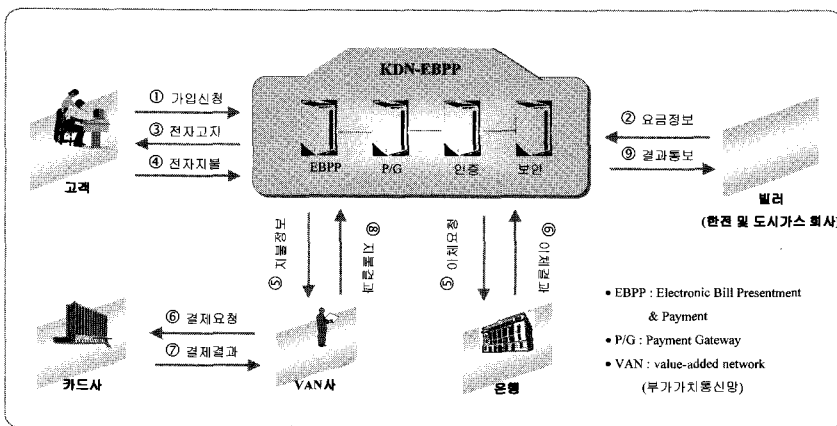 KDN-EBPP
① 가입신청
③ 전자고지
④ 전자지불
고객
EBPP
P/G
인증
보안
② 요금정보
⑨ 결과통보
빌러
(한전 및 도시가스 회사)
⑤ 지불정보
⑧ 지불결과
⑤ 이체요청
⑥ 이체결과
⑥ 결제요청
⑦ 결제결과
카드사
VAN사
은행
• EBPP : Electronic Bill Presentment
& Payment
• P/G : Payment Gateway
• VAN : value-added network
(부가가치통신망)